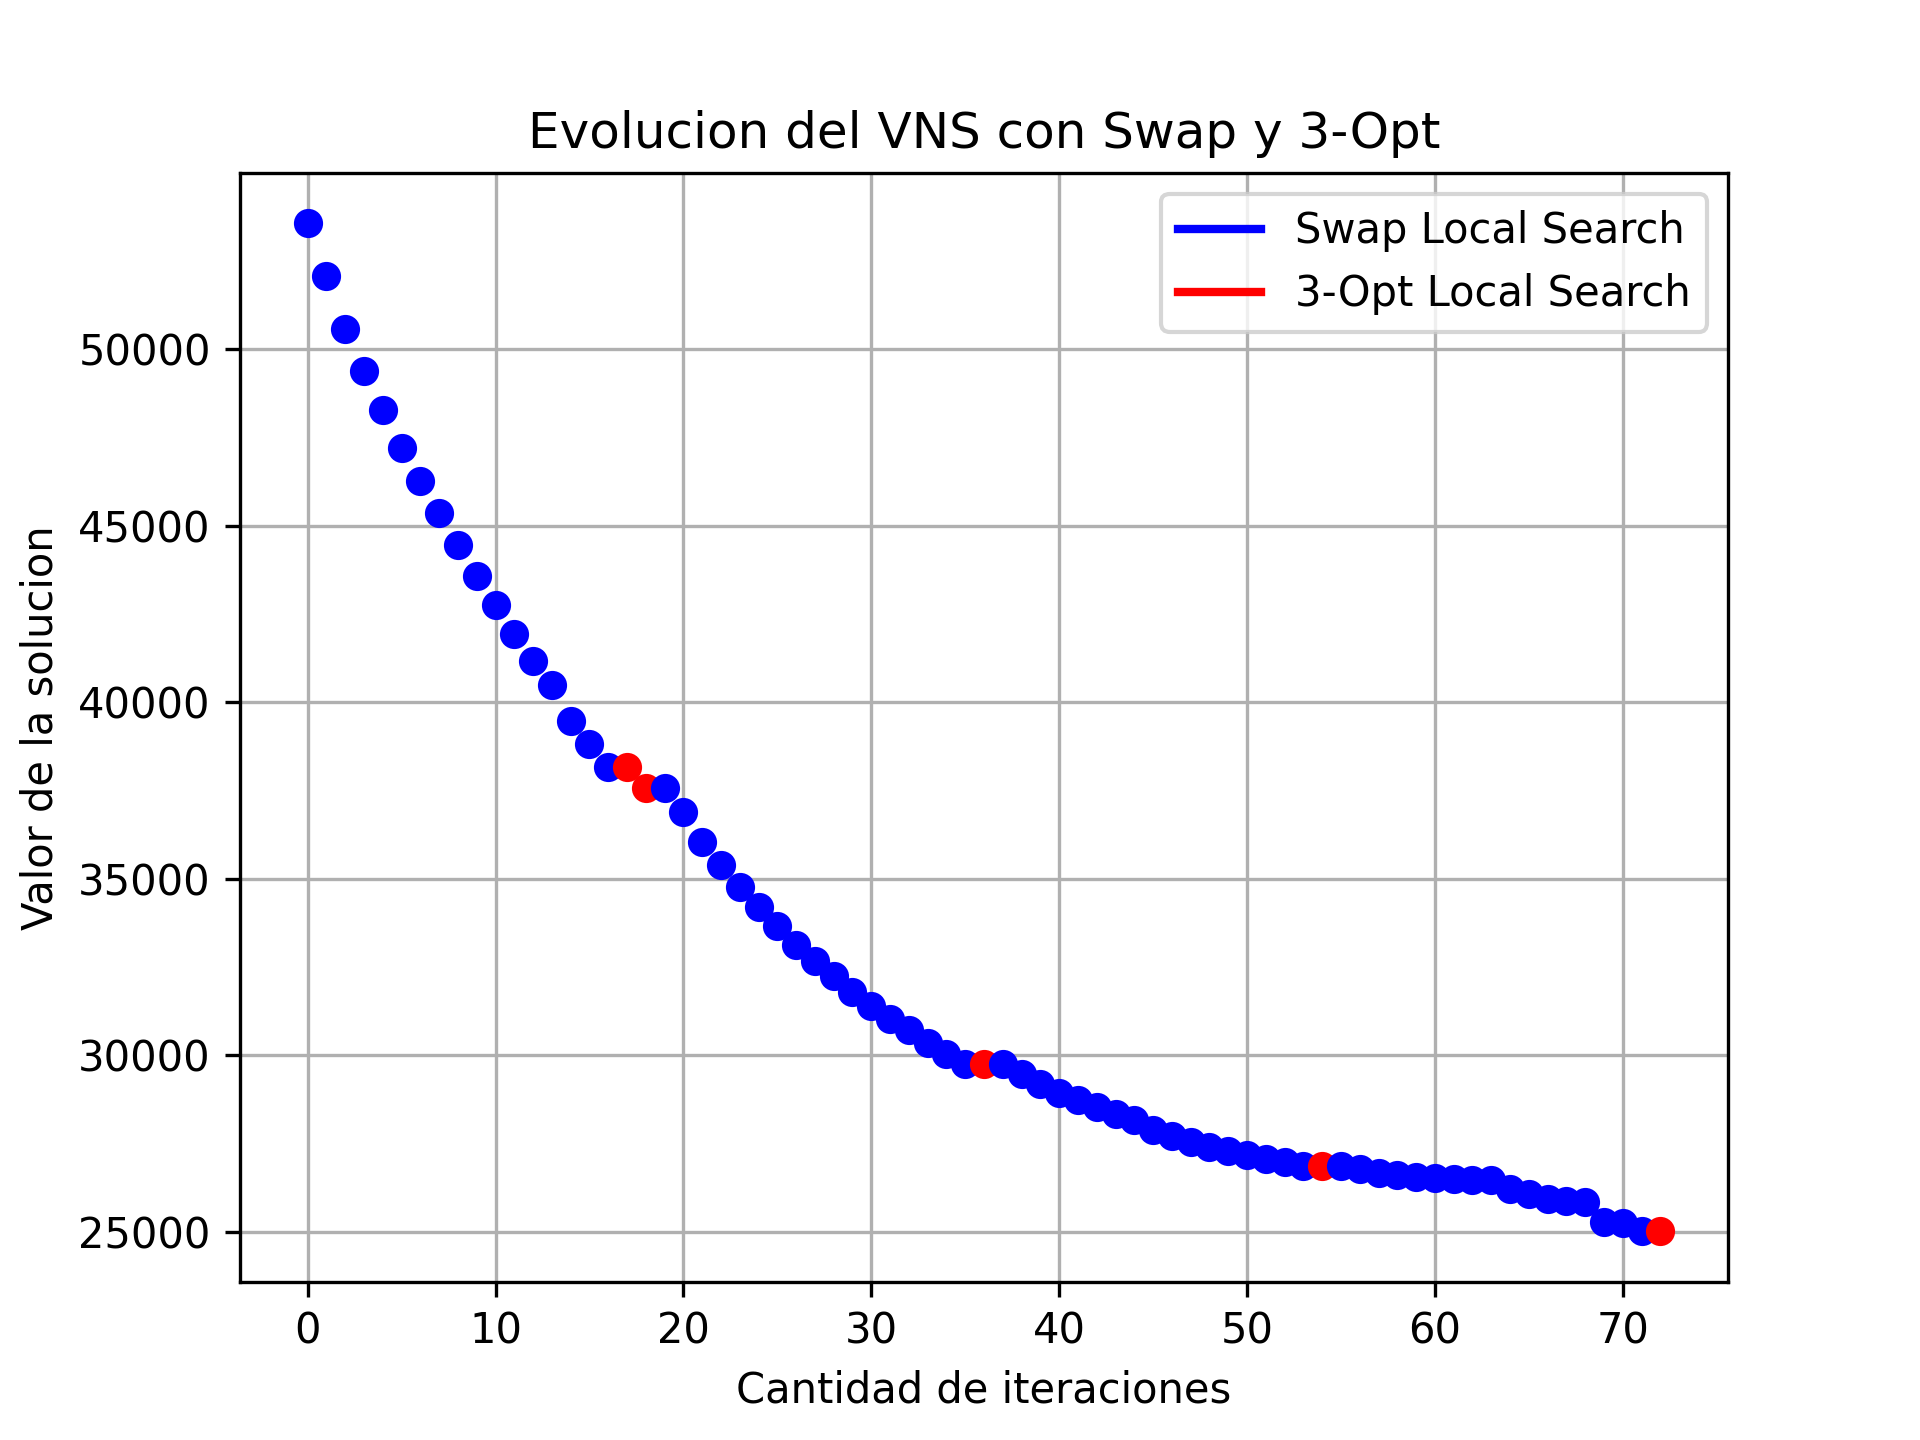 Evolucion del VNS con Swap y 3-Opt
Swap Local Search
3-Opt Local Search
Valor de la solucion
50000
45000
40000
35000
30000
25000
0 10 20 30 40 50 60 70
Cantidad de iteraciones